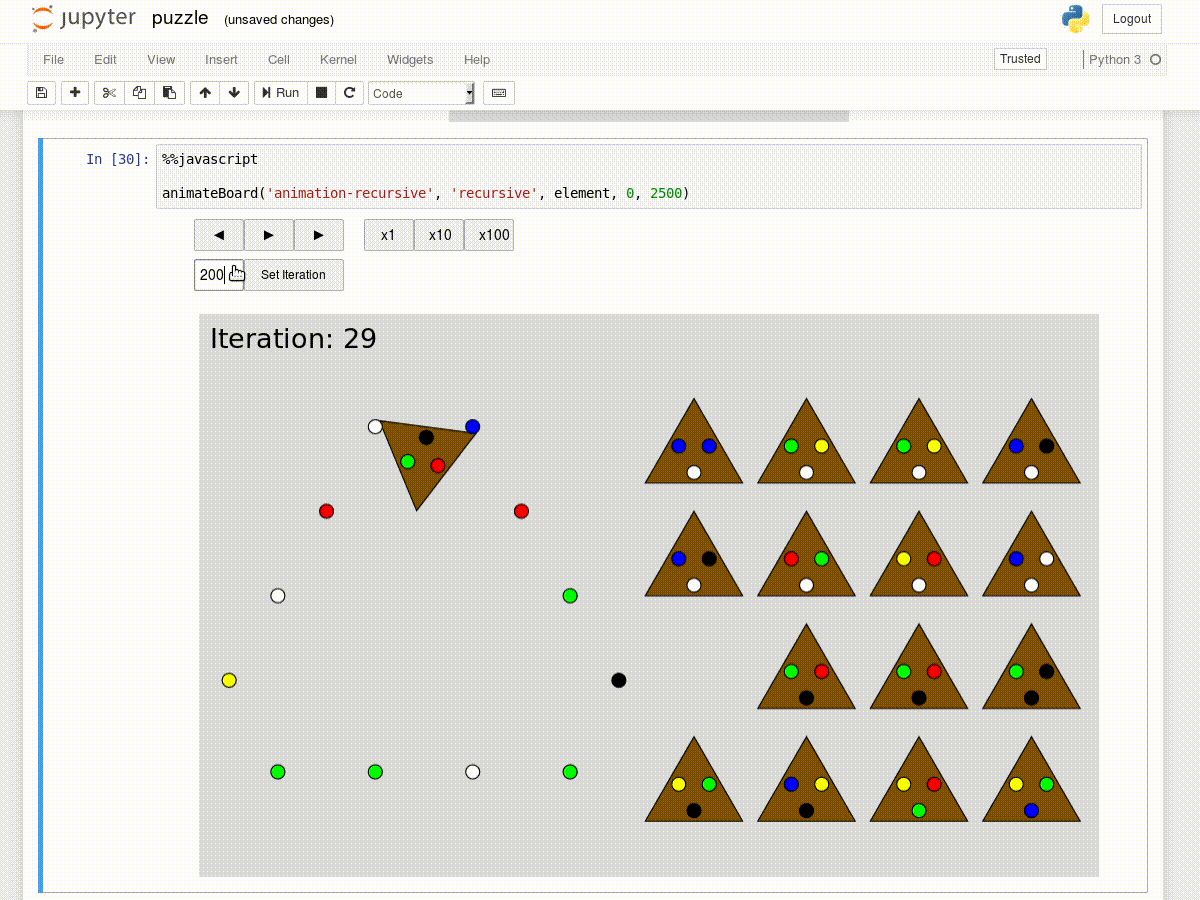 jupyter puzzle (unsaved changes) Logout
File Edit View Insert Cell Kernel Widgets Help Trusted Python 3
Run Code
In [30]: %%javascript
animateBoard('animation-recursive', 'recursive', element, 0, 2500)
x1 x10 x100
200 Set Iteration
Iteration: 29